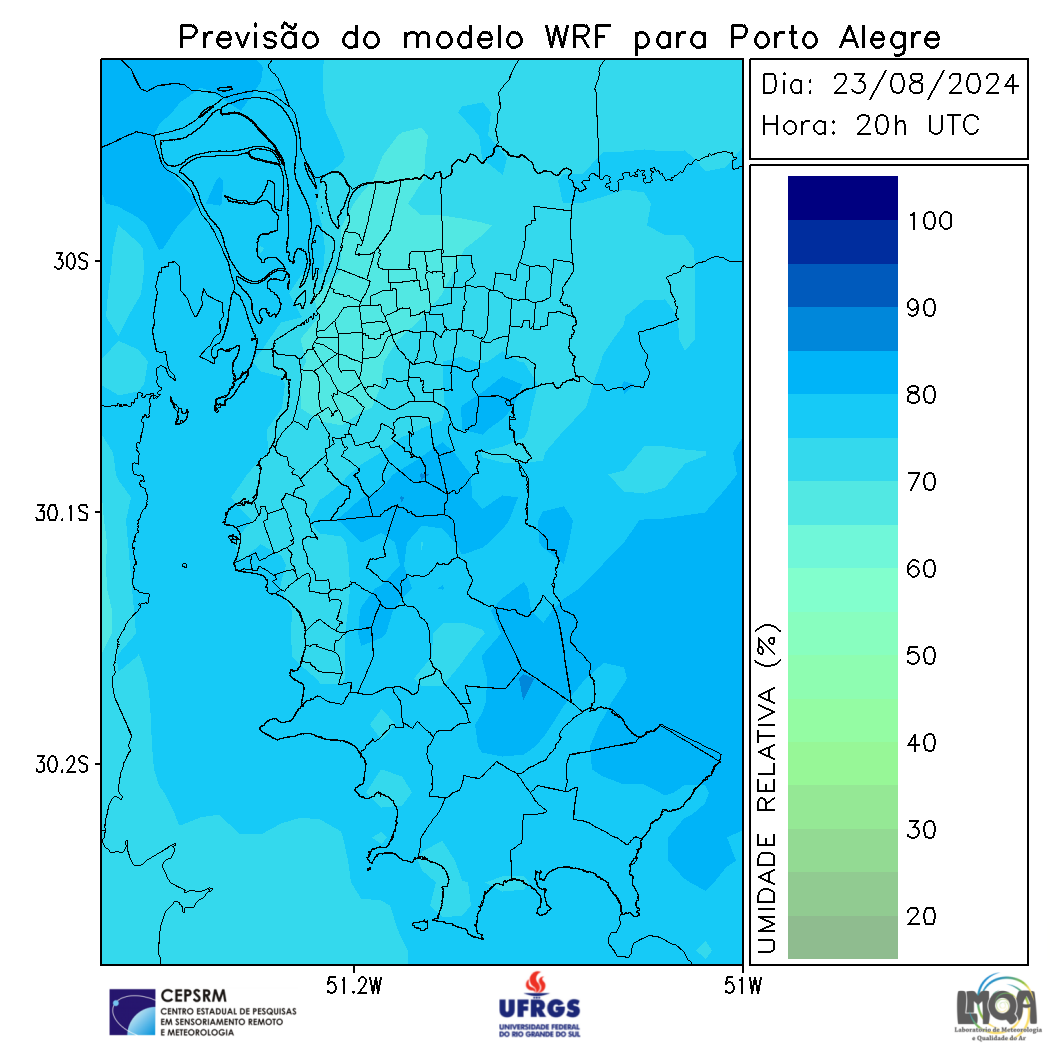 Previsão do modelo WRF para Porto Alegre
Dia: 23/08/2024
Hora: 20h UTC
30S
30.1S
30.2S
51.2W
51W
100
90
80
70
60
50
40
30
20
UMIDADE RELATIVA (%)
CEPSRM
CENTRO ESTADUAL DE PESQUISAS
EM SENSORIAMENTO REMOTO
E METEOROLOGIA
UFRGS
UNIVERSIDADE FEDERAL
DO RIO GRANDE DO SUL
LMQA
Laboratório de Meteorologia
e Qualidade do Ar